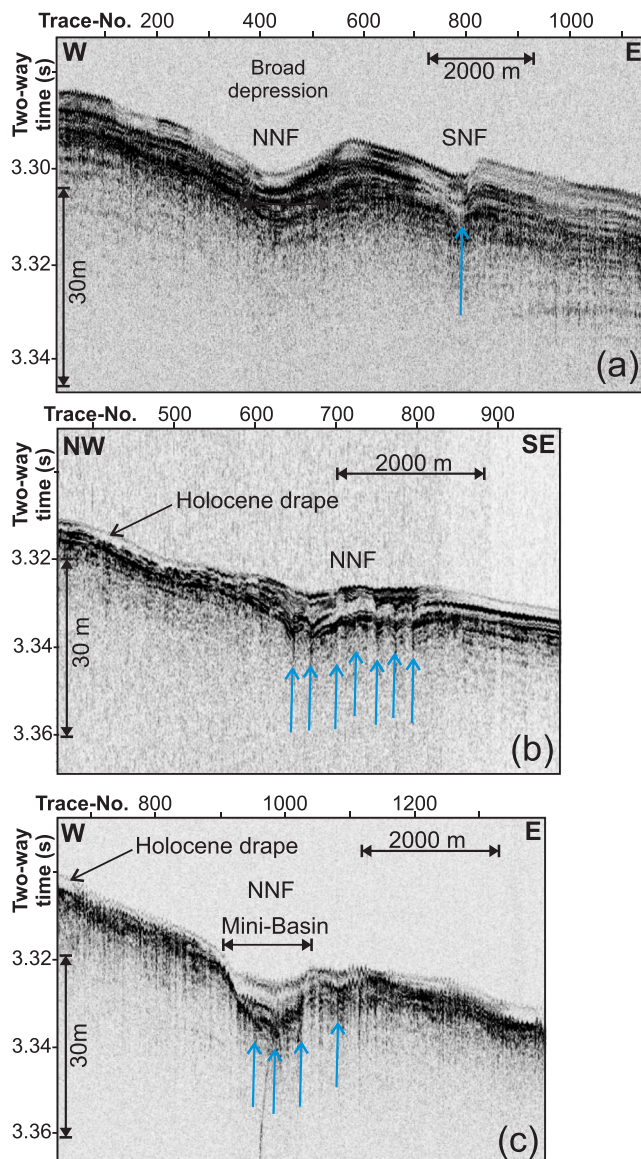 Trace-No. 200 400 600 800 1000
W E
2000 m
Broad
depression
NNF SNF
Two-way
time (s)
3.30
3.32
3.34
30m
(a)
Trace-No. 500 600 700 800 900
NW SE
2000 m
Holocene drape
NNF
Two-way
time (s)
3.32
3.34
3.36
30 m
(b)
Trace-No. 800 1000 1200
W E
2000 m
Holocene drape
NNF
Mini-Basin
Two-way
time (s)
3.32
3.34
3.36
30m
(c)